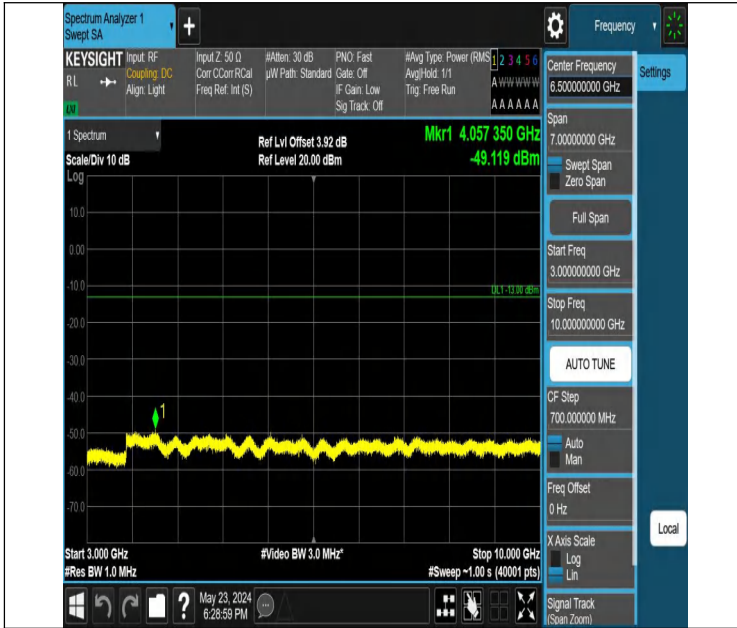 Spectrum Analyzer 1
Swept SA
+
Frequency
KEYSIGHT
RL
Input: RF
Coupling: DC
Align: Light
Input Z: 50 Ω
Corr CCorr RCal
Freq Ref: Int (S)
#Atten: 30 dB
µW Path: Standard
PNO: Fast
Gate: Off
IF Gain: Low
Sig Track: Off
#Avg Type: Power (RMS
Avg|Hold: 1/1
Trig: Free Run
1 2 3 4 5 6
A W W W W W
A A A A A A
1 Spectrum
Scale/Div 10 dB
Log
Ref Lvl Offset 3.92 dB
Ref Level 20.00 dBm
Mkr1 4.057 350 GHz
-49.119 dBm
10.0
0.00
-10.0
DL1 -13.00 dBm
-20.0
-30.0
-40.0
1
-50.0
-60.0
-70.0
Start 3.000 GHz
#Res BW 1.0 MHz
#Video BW 3.0 MHz*
Stop 10.000 GHz
#Sweep ~1.00 s (40001 pts)
Center Frequency
6.500000000 GHz
Settings
Span
7.00000000 GHz
Swept Span
Zero Span
Full Span
Start Freq
3.000000000 GHz
Stop Freq
10.000000000 GHz
AUTO TUNE
CF Step
700.000000 MHz
Auto
Man
Freq Offset
0 Hz
X Axis Scale
Log
Lin
Local
Signal Track
(Span Zoom)
?
May 23, 2024
6:28:59 PM